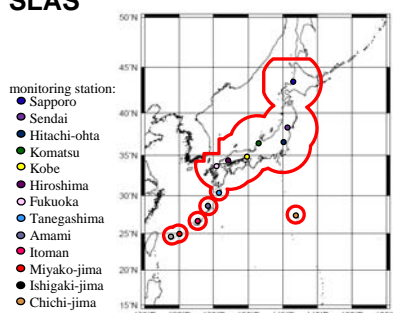 SLAS
monitoring station:
Sapporo
Sendai
Hitachi-ohta
Komatsu
Kobe
Hiroshima
Fukuoka
Tanegashima
Amami
Itoman
Miyako-jima
Ishigaki-jima
Chichi-jima
50˚N
45˚N
40˚N
35˚N
30˚N
25˚N
20˚N
15˚N